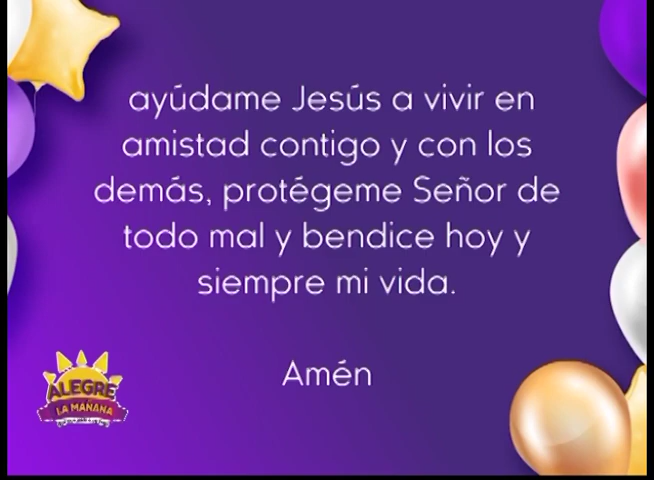 ayúdame Jesús a vivir en
amistad contigo y con los
demás, protégeme Señor de
todo mal y bendice hoy y
siempre mi vida.
Amén
ALEGRE
LA MAÑANA